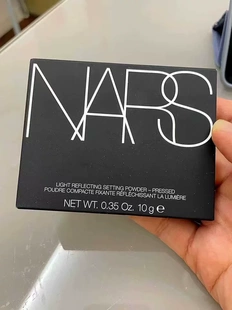 NARS
LIGHT REFLECTING SETTING POWDER – PRESSED
POUDRE COMPACTE FIXANTE RÉFLÉCHISSANT LA LUMIÈRE
NET WT. 0.35 Oz. 10 g ℮